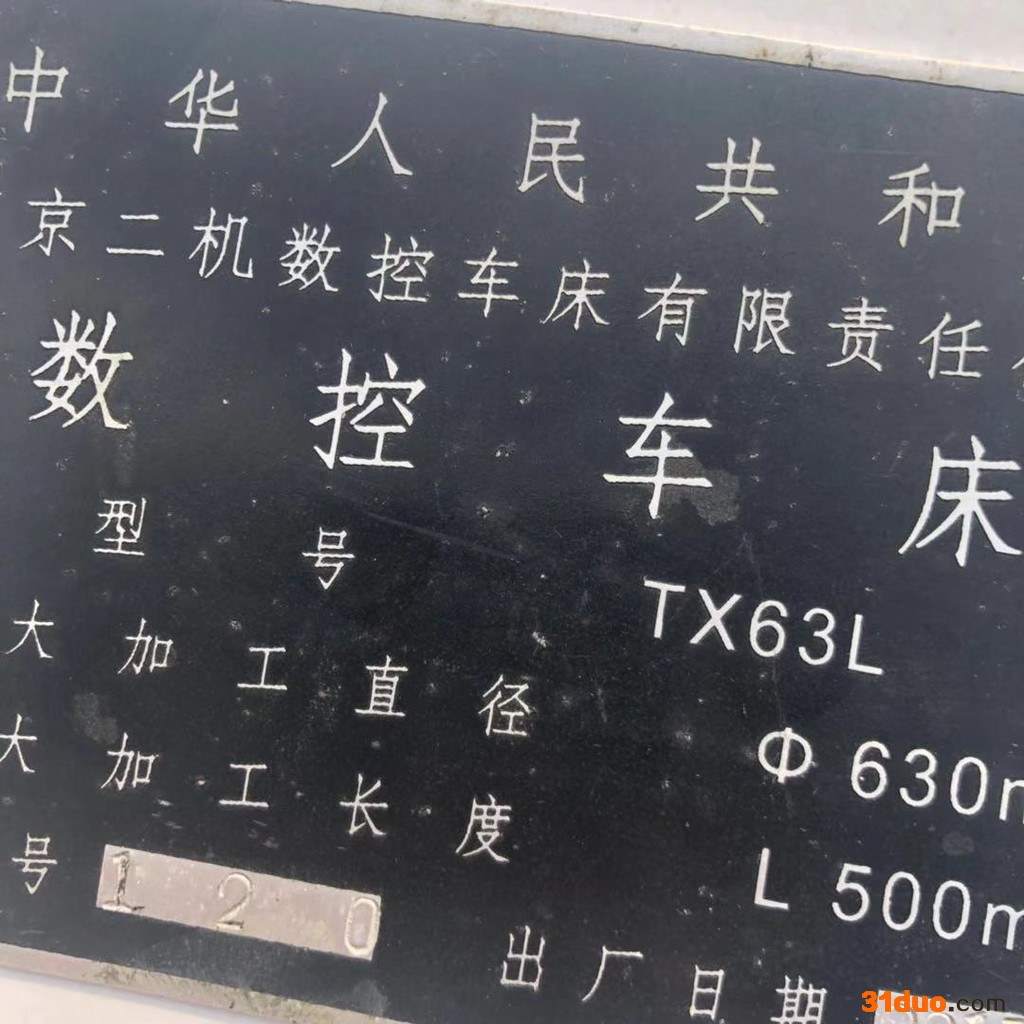 中华人民共和
京二机数控车床有限责任
数控车床
型号 TX63L
大加工直径 Φ 630m
大加工长度 L 500m
号 120 出厂日期
31duo.com